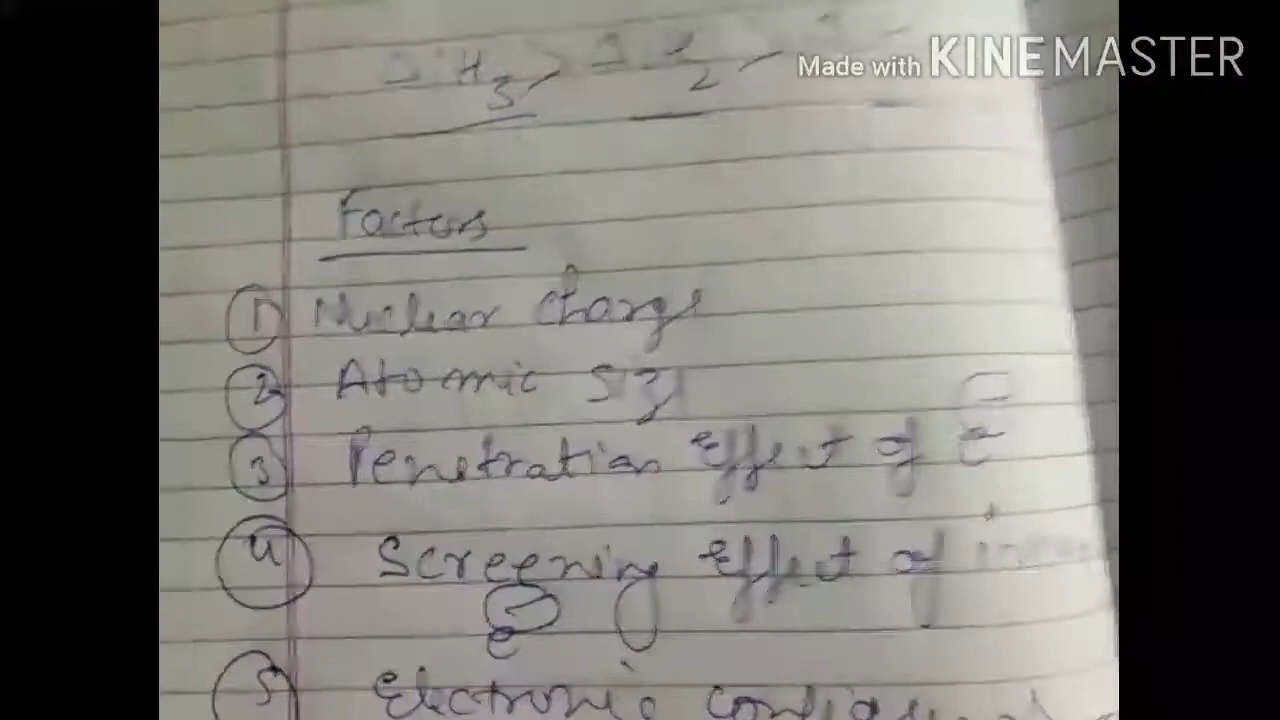 Made with KINEMASTER
Factors
1 Nuclear Charge
2 Atomic Siz
3 Penetration effect of e
4 Screening effect of
e
5 Electronic